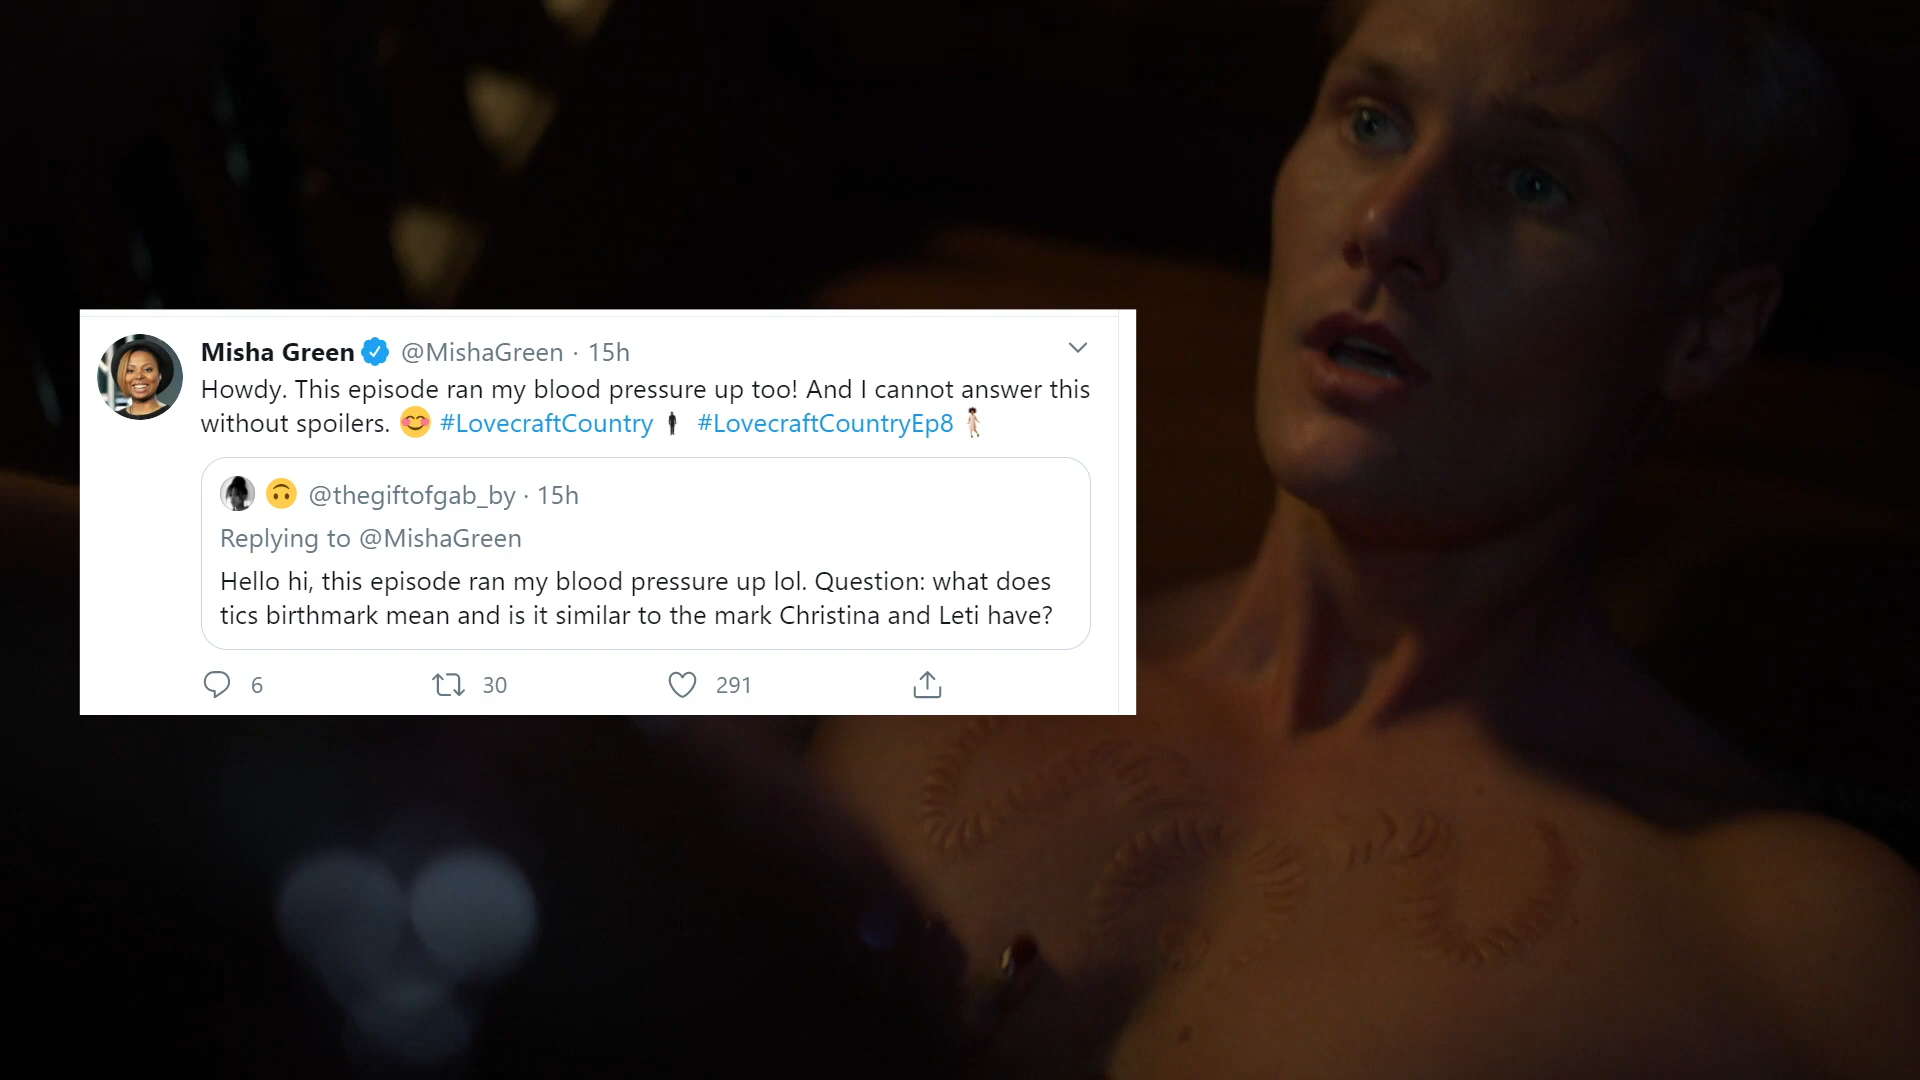 Misha Green @MishaGreen · 15h
Howdy. This episode ran my blood pressure up too! And I cannot answer this
without spoilers. 😊 #LovecraftCountry #LovecraftCountryEp8
🙃 @thegiftofgab_by · 15h
Replying to @MishaGreen
Hello hi, this episode ran my blood pressure up lol. Question: what does
tics birthmark mean and is it similar to the mark Christina and Leti have?
6 30 291